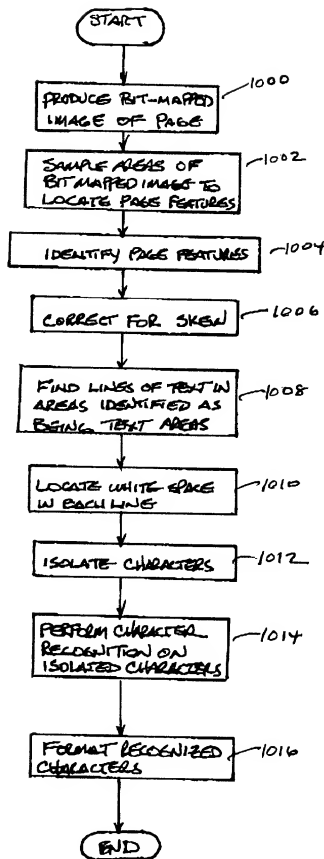 START
PRODUCE BIT-MAPPED
IMAGE OF PAGE
1000
SAMPLE AREAS OF
BIT MAPPED IMAGE TO
LOCATE PAGE FEATURES
1002
IDENTIFY PAGE FEATURES
1004
CORRECT FOR SKEW
1006
FIND LINES OF TEXT IN
AREAS IDENTIFIED AS
BEING TEXT AREAS
1008
LOCATE WHITE SPACE
IN EACH LINE
1010
ISOLATE CHARACTERS
1012
PERFORM CHARACTER
RECOGNITION ON
ISOLATED CHARACTERS
1014
FORMAT RECOGNIZED
CHARACTERS
1016
END